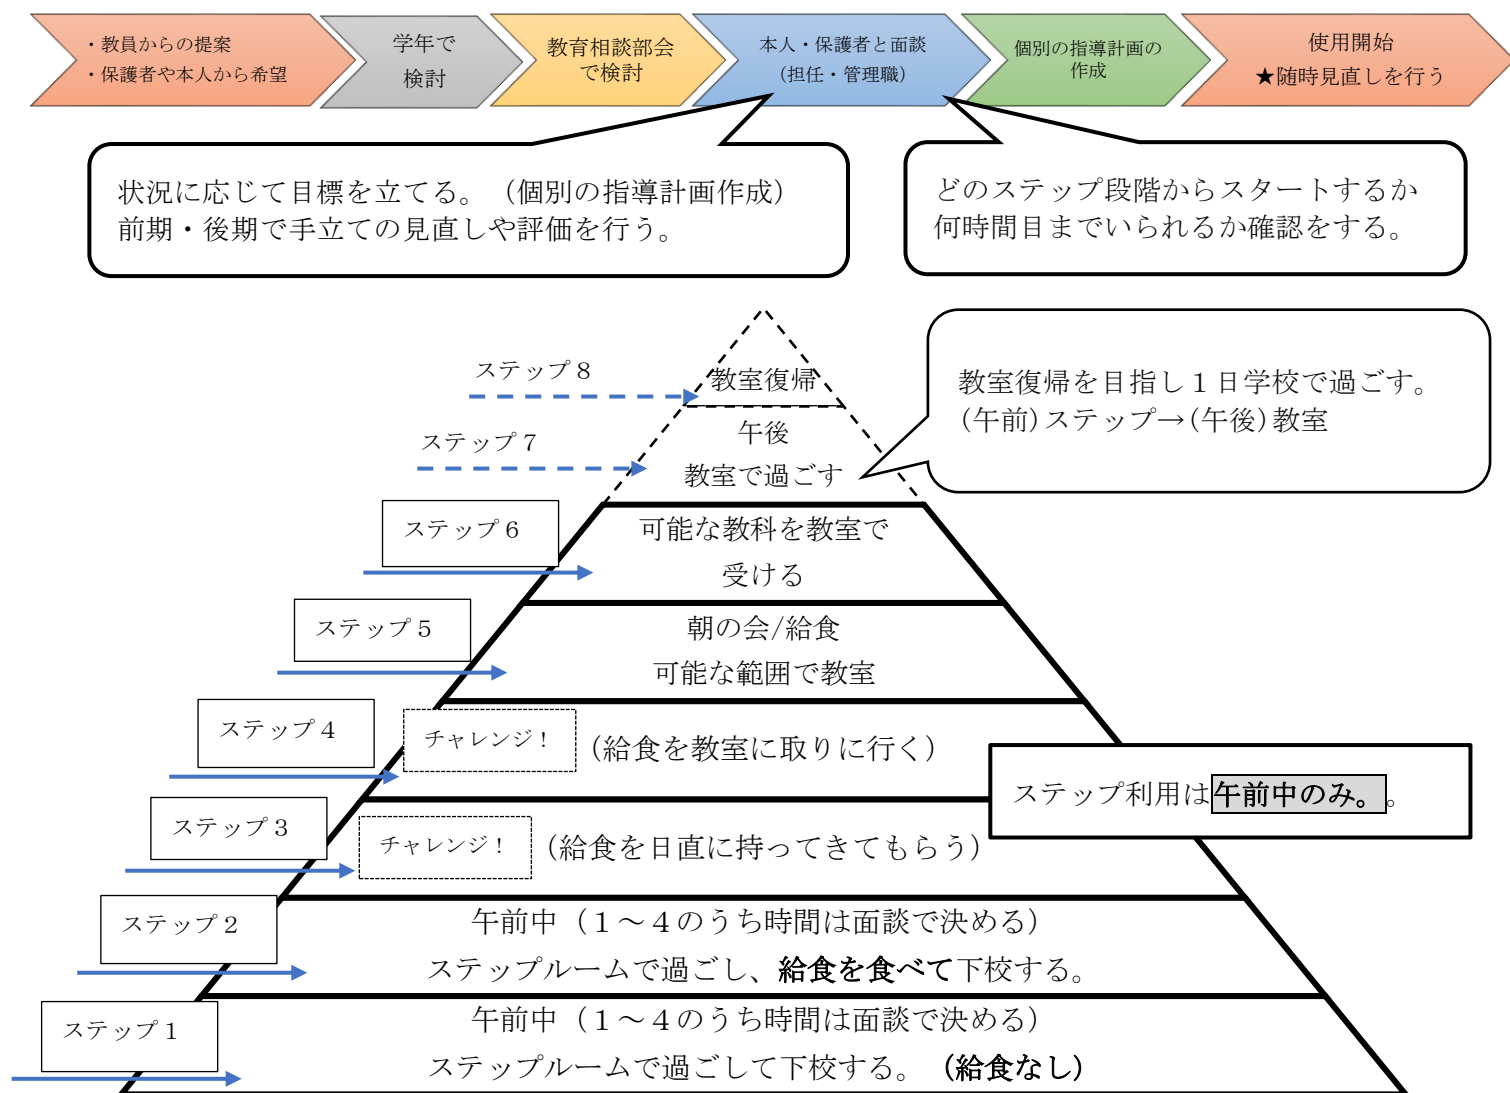 ・教員からの提案
・保護者や本人から希望
学年で
検討
教育相談部会
で検討
本人・保護者と面談
（担任・管理職）
個別の指導計画の
作成
使用開始
★随時見直しを行う
状況に応じて目標を立てる。（個別の指導計画作成）
前期・後期で手立ての見直しや評価を行う。
どのステップ段階からスタートするか
何時間目までいられるか確認をする。
ステップ８
教室復帰
教室復帰を目指し１日学校で過ごす。
(午前)ステップ→(午後)教室
ステップ７
午後
教室で過ごす
ステップ６
可能な教科を教室で
受ける
ステップ５
朝の会/給食
可能な範囲で教室
ステップ４
チャレンジ！
（給食を教室に取りに行く）
ステップ利用は午前中のみ。。
ステップ３
チャレンジ！
（給食を日直に持ってきてもらう）
ステップ２
午前中（１～４のうち時間は面談で決める）
ステップルームで過ごし、給食を食べて下校する。
ステップ１
午前中（１～４のうち時間は面談で決める）
ステップルームで過ごして下校する。（給食なし）